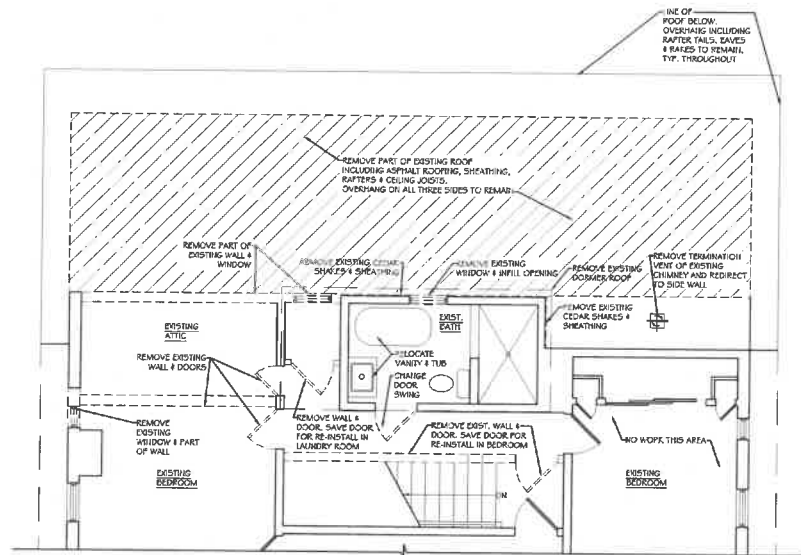 LINE OF
ROOF BELOW.
OVERHANG INCLUDING
RAFTER TAILS, EAVES
& RAKES TO REMAIN,
TYP. THROUGHOUT
REMOVE PART OF EXISTING ROOF
INCLUDING ASPHALT ROOFING, SHEATHING,
RAFTERS & CEILING JOISTS.
OVERHANG ON ALL THREE SIDES TO REMAIN
REMOVE PART OF
EXISTING WALL &
WINDOW
REMOVE EXISTING CEDAR
SHAKES & SHEATHING
REMOVE EXISTING
WINDOW & INFILL OPENING
REMOVE EXISTING
DORMER ROOF
REMOVE TERMINATION
VENT OF EXISTING
CHIMNEY AND REDIRECT
TO SIDE WALL
REMOVE EXISTING
CEDAR SHAKES &
SHEATHING
EXISTING
ATTIC
EXIST.
BATH
REMOVE EXISTING
WALL & DOORS
RELOCATE
VANITY & TUB
CHANGE
DOOR
SWING
REMOVE
EXISTING
WINDOW & PART
OF WALL
REMOVE WALL &
DOOR. SAVE DOOR
FOR RE-INSTALL IN
LAUNDRY ROOM
REMOVE EXIST. WALL &
DOOR. SAVE DOOR FOR
RE-INSTALL IN BEDROOM
NO WORK THIS AREA
EXISTING
BEDROOM
DN
EXISTING
BEDROOM